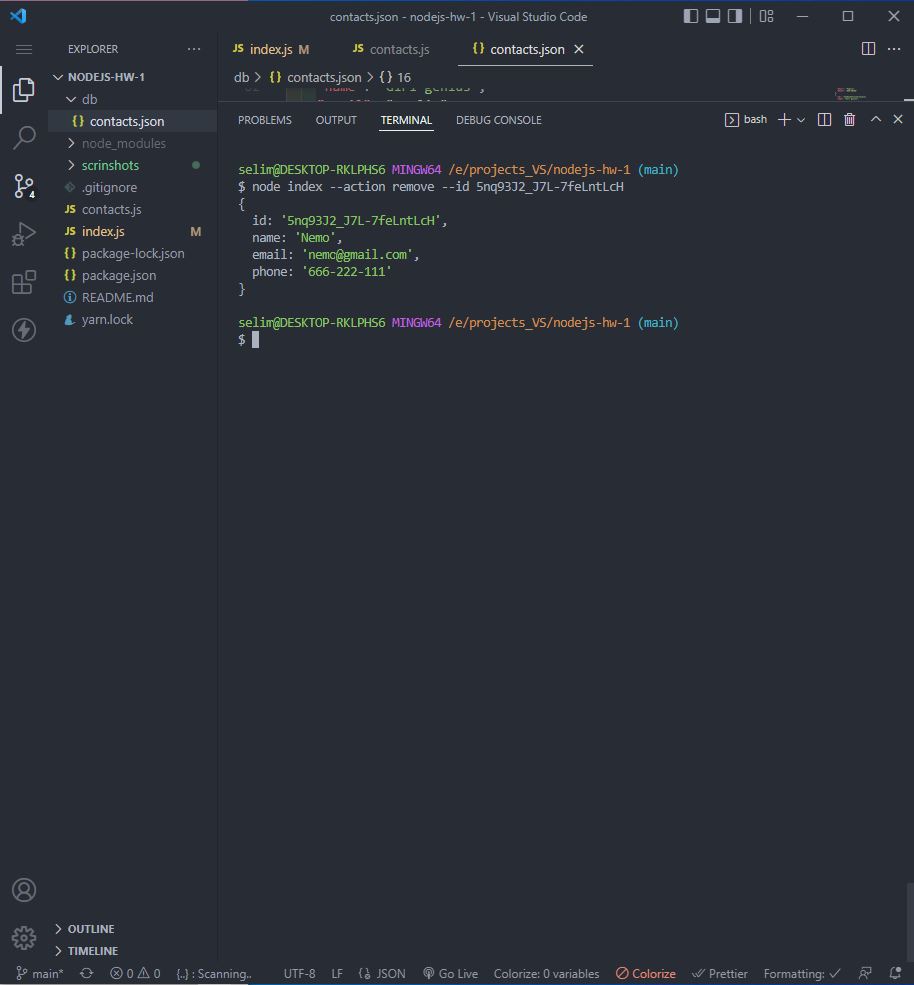 contacts.json - nodejs-hw-1 - Visual Studio Code
EXPLORER
NODEJS-HW-1
db
{} contacts.json
node_modules
scrinshots
.gitignore
JS contacts.js
JS index.js M
{} package-lock.json
{} package.json
README.md
yarn.lock
OUTLINE
TIMELINE
JS index.js M
JS contacts.js
{} contacts.json
db > {} contacts.json > {} 16
PROBLEMS
OUTPUT
TERMINAL
DEBUG CONSOLE
bash
selim@DESKTOP-RKLPHS6 MINGW64 /e/projects_VS/nodejs-hw-1 (main)
$ node index --action remove --id 5nq93J2_J7L-7feLntLcH
{
id: '5nq93J2_J7L-7feLntLcH',
name: 'Nemo',
email: 'nemo@gmail.com',
phone: '666-222-111'
}
selim@DESKTOP-RKLPHS6 MINGW64 /e/projects_VS/nodejs-hw-1 (main)
$
4
main* 0 0 {..} : Scanning.. UTF-8 LF {} JSON Go Live Colorize: 0 variables Colorize Prettier Formatting: ✓